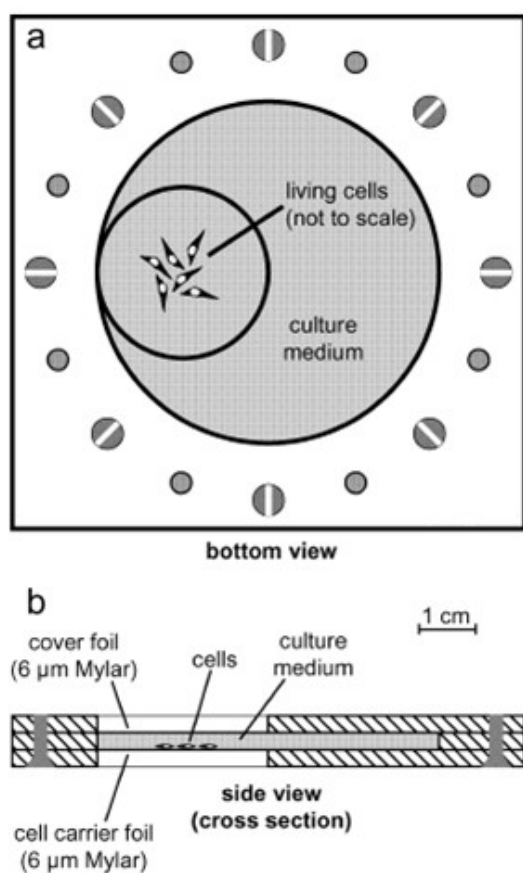 a
living cells
(not to scale)
culture
medium
bottom view
b
1 cm
cover foil
(6 µm Mylar)
cells
culture
medium
side view
(cross section)
cell carrier foil
(6 µm Mylar)